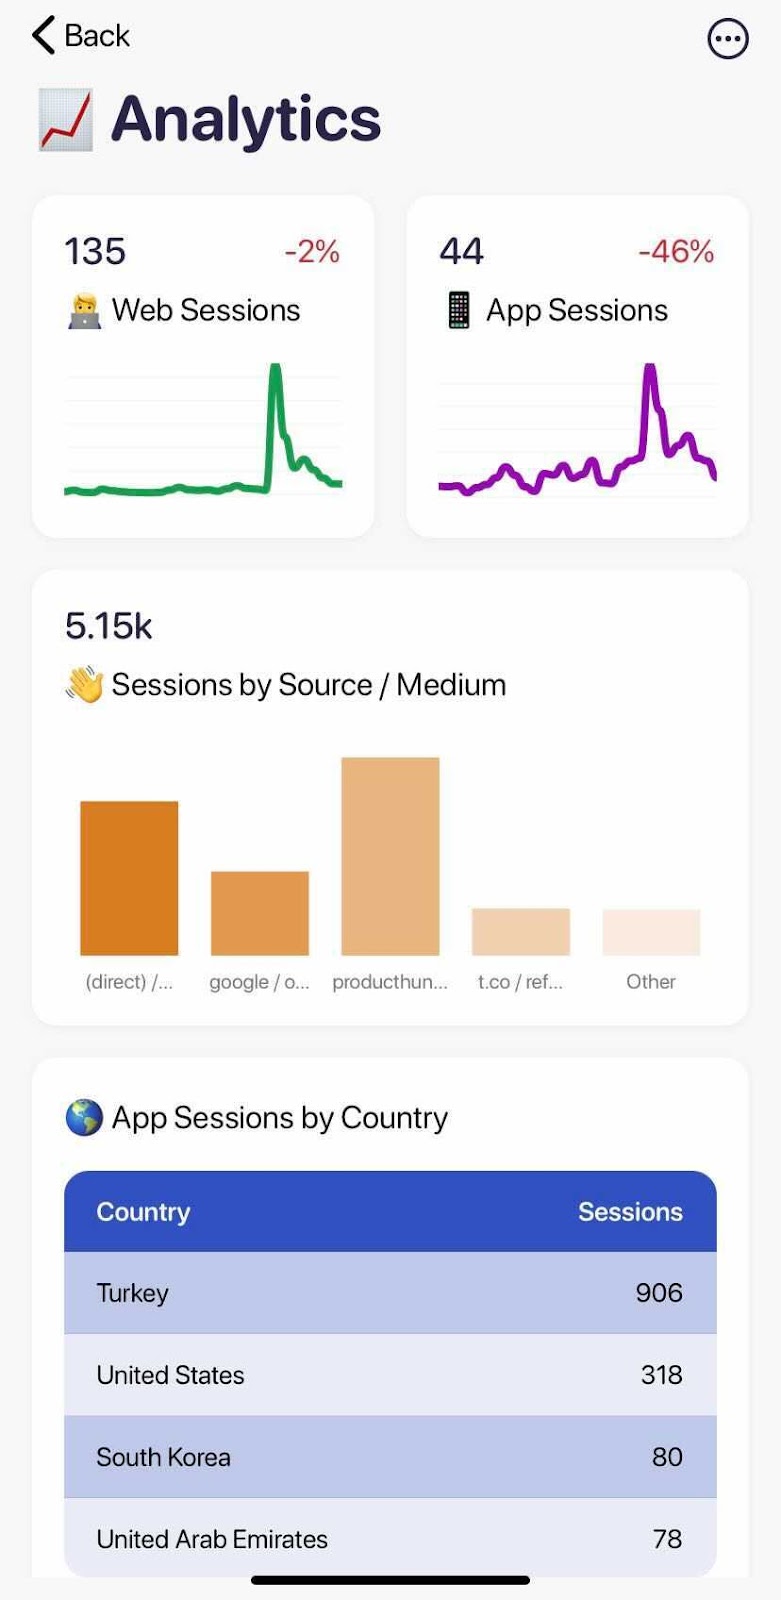 Back
Analytics
135 -2%
Web Sessions
44 -46%
App Sessions
5.15k
Sessions by Source / Medium
(direct) /... google / o... producthun... t.co / ref... Other
App Sessions by Country
Country Sessions
Turkey 906
United States 318
South Korea 80
United Arab Emirates 78